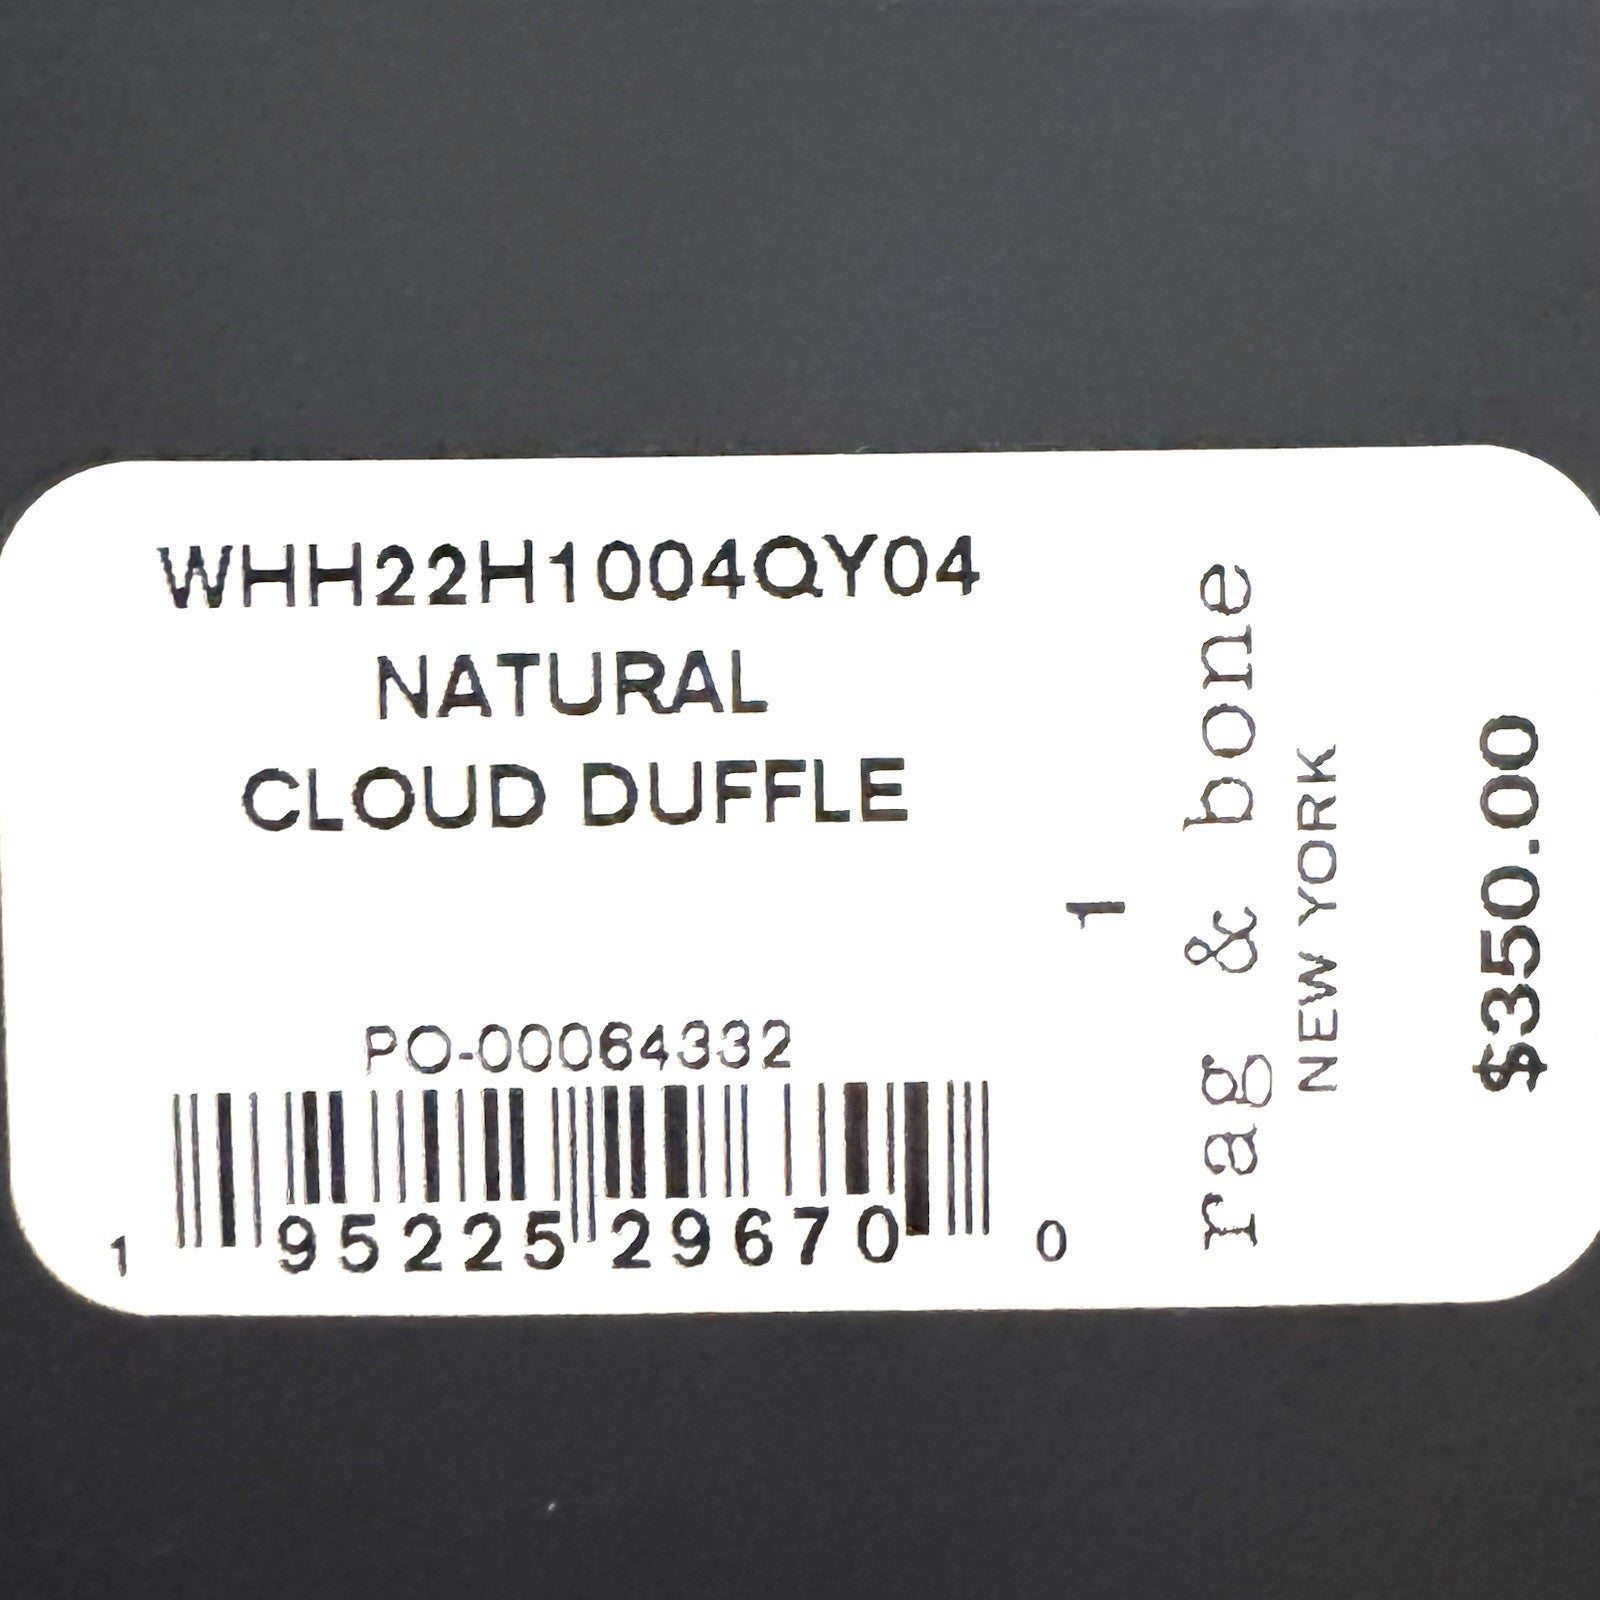 WHH22H1004QY04
NATURAL
CLOUD DUFFLE
PO-00064332
1 95225 29670 0
1
rag & bone
NEW YORK
$350.00